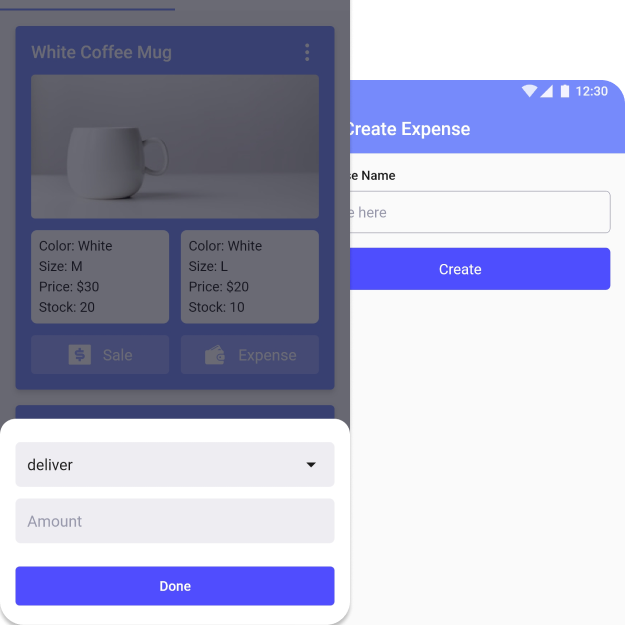 White Coffee Mug
Color: White
Size: M
Price: $30
Stock: 20
Color: White
Size: L
Price: $20
Stock: 10
Sale
Expense
deliver
Amount
Done
12:30
Create Expense
Name
here
Create